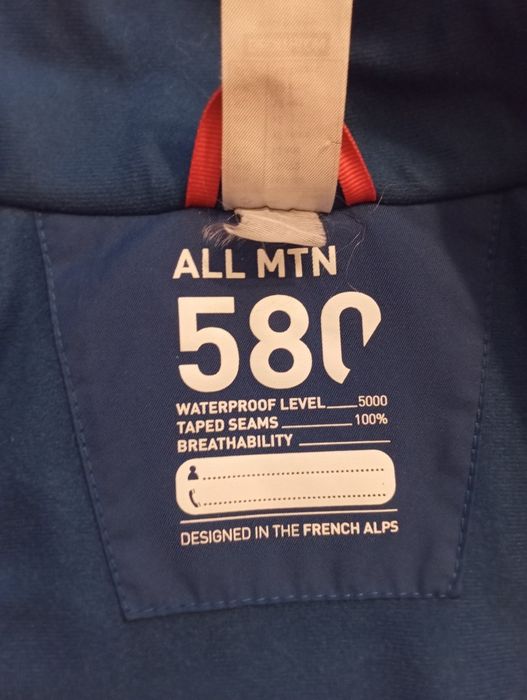 ALL MTN
580
WATERPROOF LEVEL 5000
TAPED SEAMS 100%
BREATHABILITY
DESIGNED IN THE FRENCH ALPS